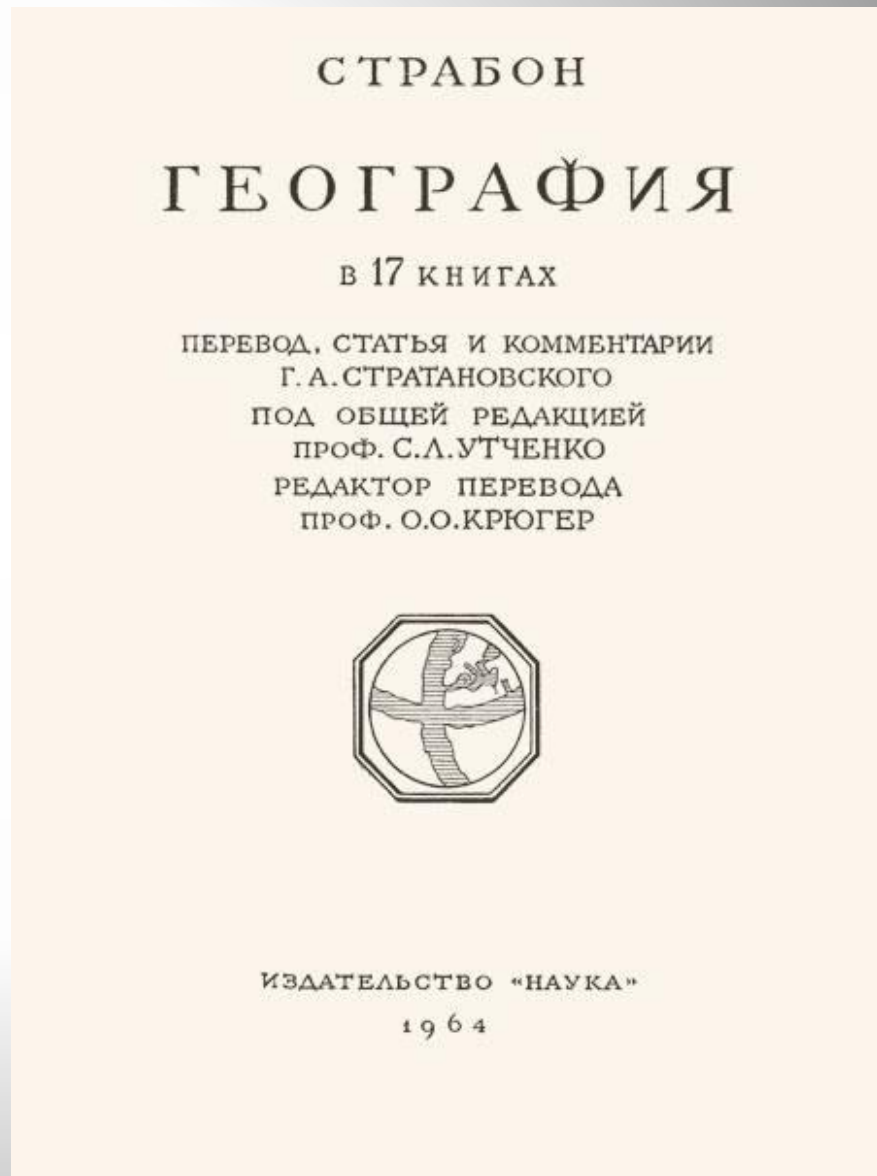 СТРАБОН
ГЕОГРАФИЯ
В 17 КНИГАХ
ПЕРЕВОД, СТАТЬЯ И КОММЕНТАРИИ
Г. А. СТРАТАНОВСКОГО
ПОД ОБЩЕЙ РЕДАКЦИЕЙ
ПРОФ. С.Л.УТЧЕНКО
РЕДАКТОР ПЕРЕВОДА
ПРОФ. О.О.КРЮГЕР
ИЗДАТЕЛЬСТВО «НАУКА»
1964